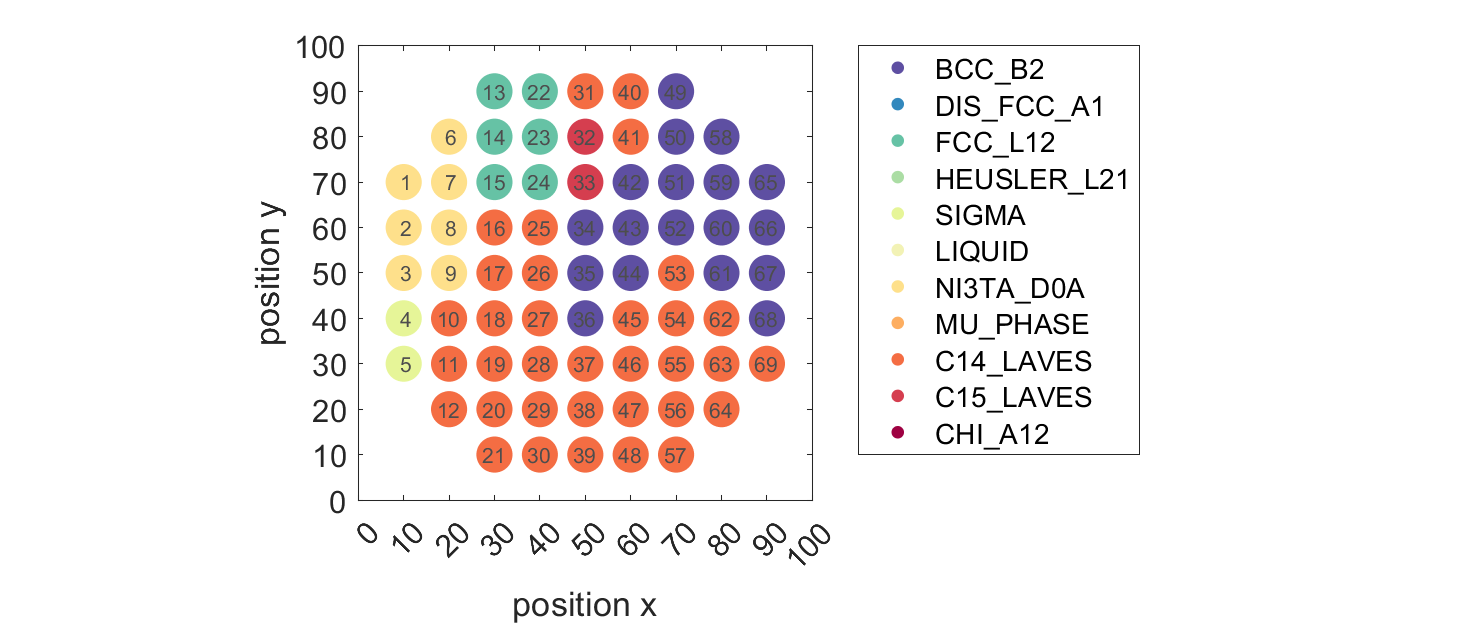 100
90
80
70
60
50
40
30
20
10
0
position y
13 22 31 40 49
6 14 23 32 41 50 58
1 7 15 24 33 42 51 59 65
2 8 16 25 34 43 52 60 66
3 9 17 26 35 44 53 61 67
4 10 18 27 36 45 54 62 68
5 11 19 28 37 46 55 63 69
12 20 29 38 47 56 64
21 30 39 48 57
0 10 20 30 40 50 60 70 80 90 100
position x
BCC_B2
DIS_FCC_A1
FCC_L12
HEUSLER_L21
SIGMA
LIQUID
NI3TA_D0A
MU_PHASE
C14_LAVES
C15_LAVES
CHI_A12